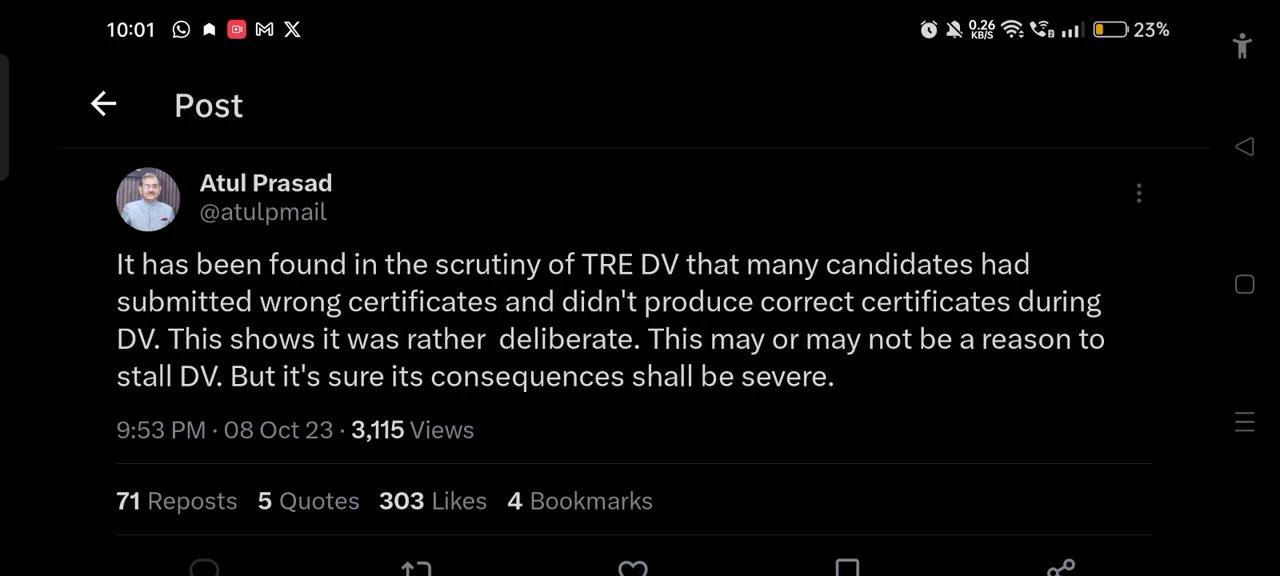 10:01 0.26 KB/S 23%
Post
Atul Prasad
@atulpmail
It has been found in the scrutiny of TRE DV that many candidates had
submitted wrong certificates and didn't produce correct certificates during
DV. This shows it was rather  deliberate. This may or may not be a reason to
stall DV. But it's sure its consequences shall be severe.
9:53 PM · 08 Oct 23 · 3,115 Views
71 Reposts 5 Quotes 303 Likes 4 Bookmarks